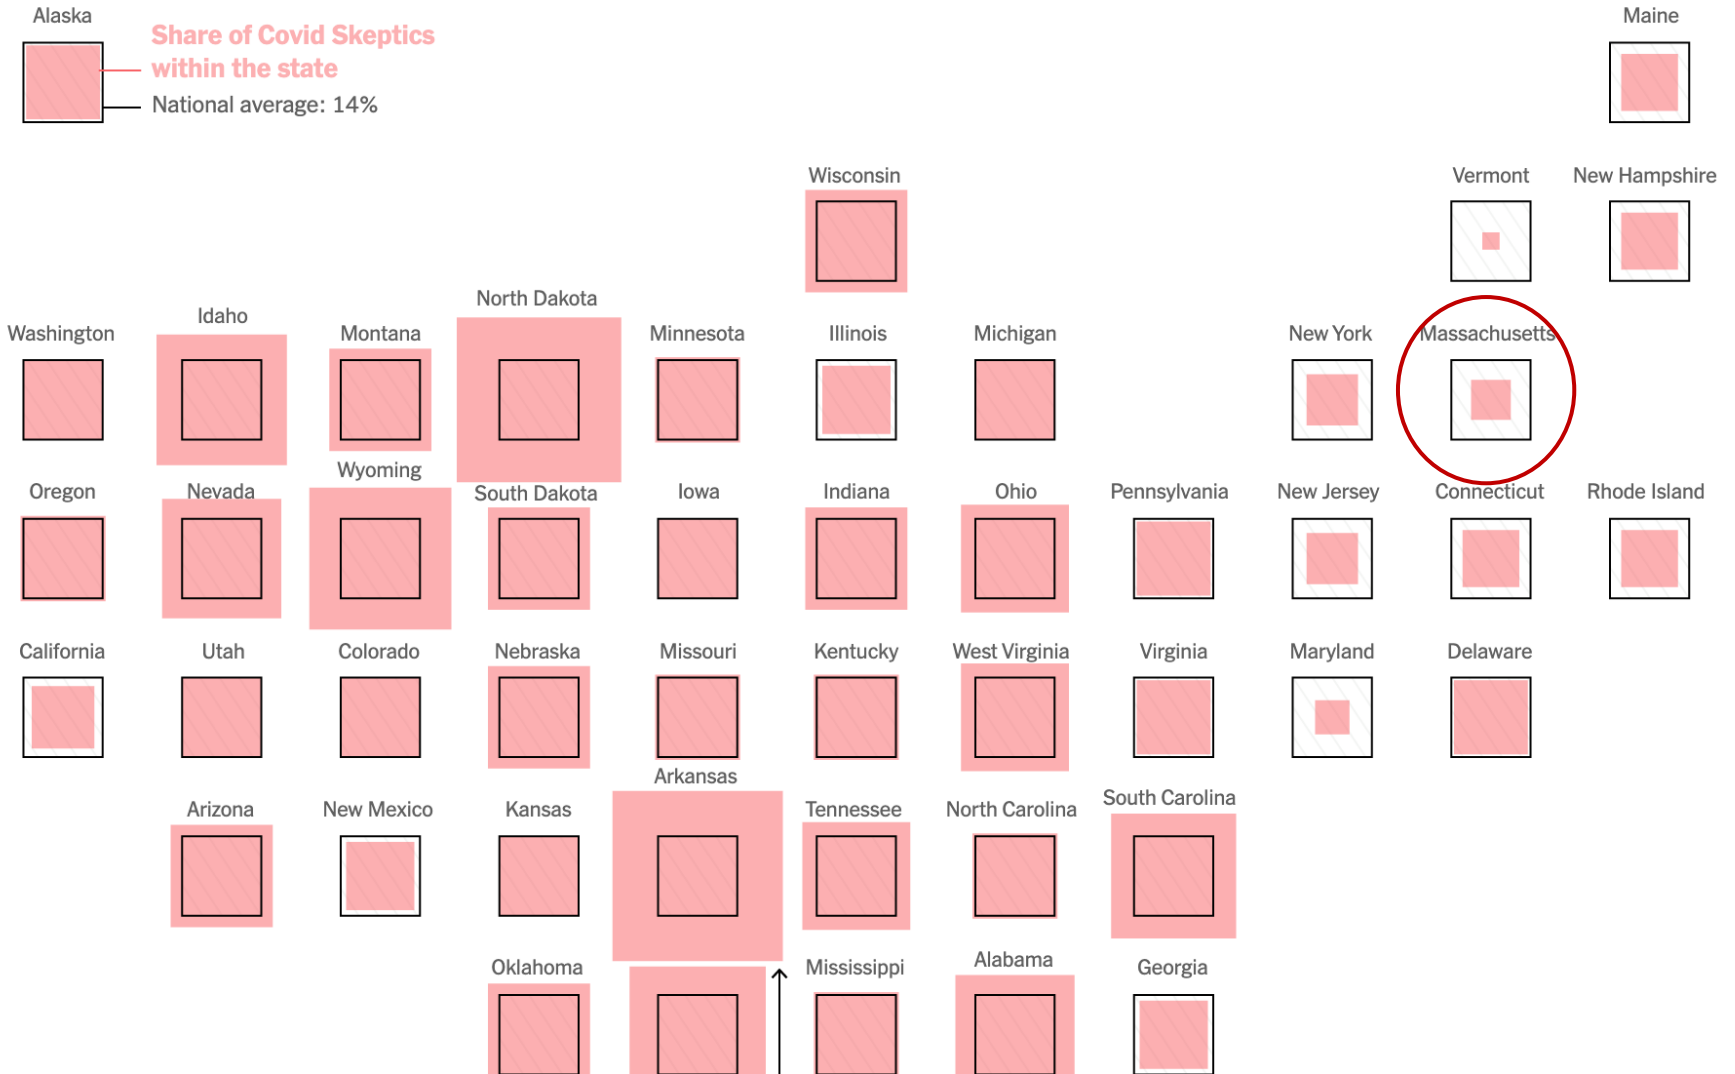 Alaska
Maine
Share of Covid Skeptics
within the state
National average: 14%
Wisconsin
Vermont
New Hampshire
North Dakota
Idaho
Washington
Montana
Minnesota
Illinois
Michigan
New York
Massachusetts
Wyoming
Oregon
Nevada
South Dakota
Iowa
Indiana
Ohio
Pennsylvania
New Jersey
Connecticut
Rhode Island
California
Utah
Colorado
Nebraska
Missouri
Kentucky
West Virginia
Virginia
Maryland
Delaware
Arkansas
South Carolina
Arizona
New Mexico
Kansas
Tennessee
North Carolina
Alabama
Oklahoma
Mississippi
Georgia